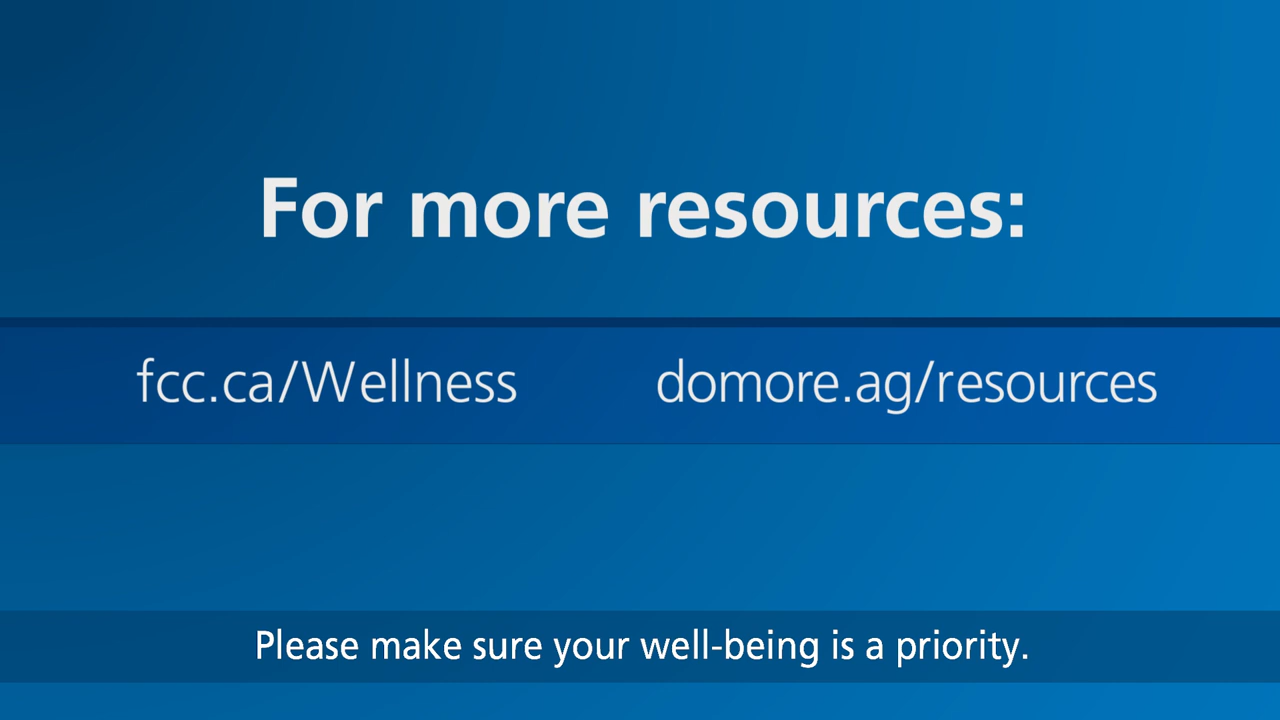 For more resources:
fcc.ca/Wellness domore.ag/resources
Please make sure your well-being is a priority.